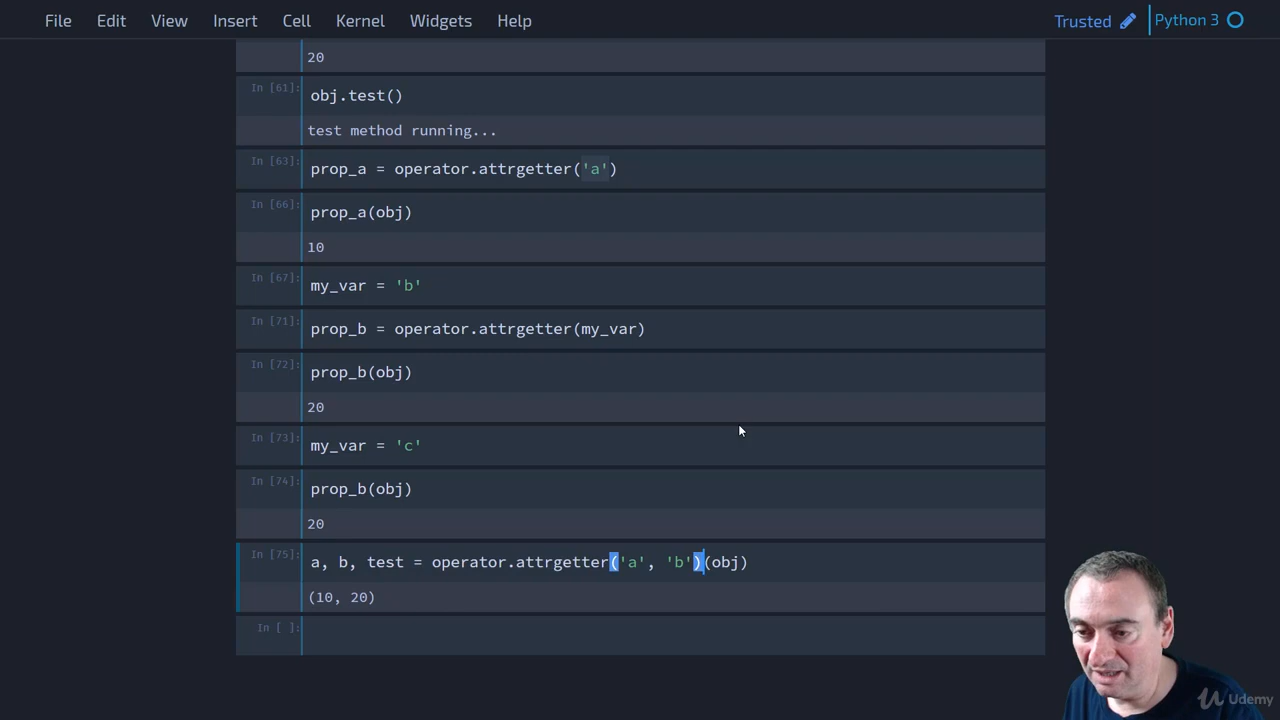 File Edit View Insert Cell Kernel Widgets Help Trusted Python 3
20
In [61]: obj.test()
test method running...
In [63]: prop_a = operator.attrgetter('a')
In [66]: prop_a(obj)
10
In [67]: my_var = 'b'
In [71]: prop_b = operator.attrgetter(my_var)
In [72]: prop_b(obj)
20
In [73]: my_var = 'c'
In [74]: prop_b(obj)
20
In [75]: a, b, test = operator.attrgetter('a', 'b')(obj)
(10, 20)
In [ ]:
Udemy